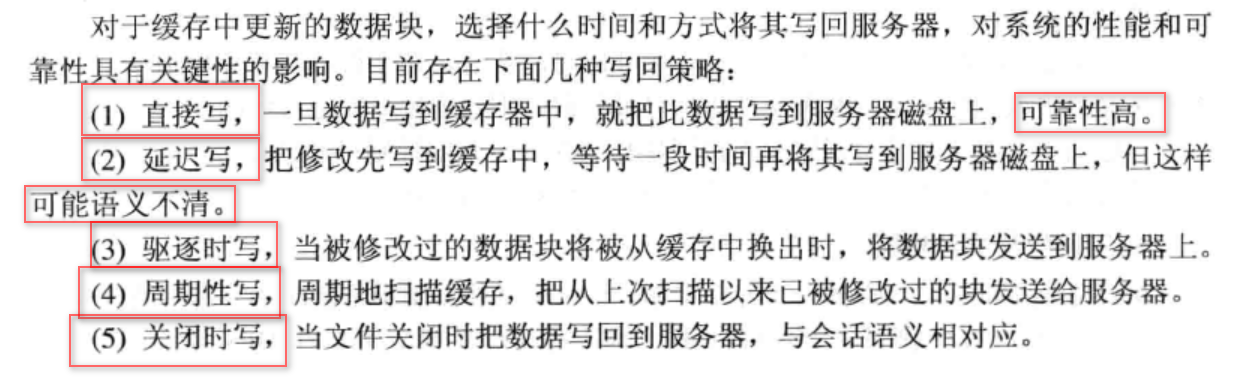 对于缓存中更新的数据块，选择什么时间和方式将其写回服务器，对系统的性能和可
靠性具有关键性的影响。目前存在下面几种写回策略：
(1) 直接写，一旦数据写到缓存器中，就把此数据写到服务器磁盘上，可靠性高。
(2) 延迟写，把修改先写到缓存中，等待一段时间再将其写到服务器磁盘上，但这样
可能语义不清。
(3) 驱逐时写，当被修改过的数据块将被从缓存中换出时，将数据块发送到服务器上。
(4) 周期性写，周期地扫描缓存，把从上次扫描以来已被修改过的块发送给服务器。
(5) 关闭时写，当文件关闭时把数据写回到服务器，与会话语义相对应。